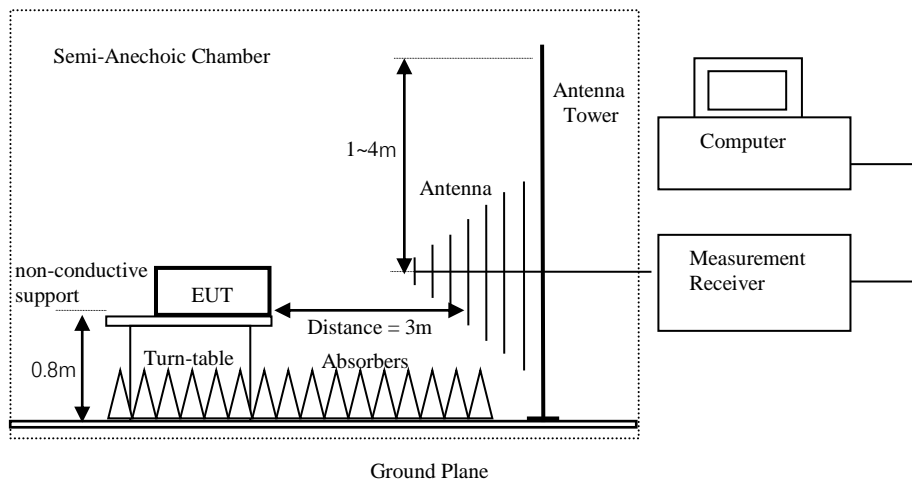 Semi-Anechoic Chamber
Antenna
Tower
Computer
1~4m
Antenna
Measurement
Receiver
non-conductive
support
EUT
Distance = 3m
0.8m
Turn-table
Absorbers
Ground Plane